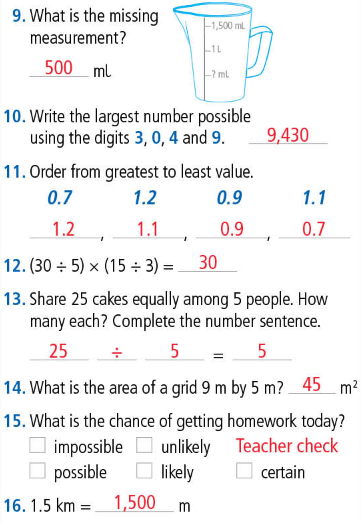 9. What is the missing
measurement?
500 mL
1,500 mL
1 L
? mL
10. Write the largest number possible
using the digits 3, 0, 4 and 9. 9,430
11. Order from greatest to least value.
0.7 1.2 0.9 1.1
1.2 , 1.1 , 0.9 , 0.7
12. (30 ÷ 5) × (15 ÷ 3) = 30
13. Share 25 cakes equally among 5 people. How
many each? Complete the number sentence.
25 ÷ 5 = 5
14. What is the area of a grid 9 m by 5 m? 45 m²
15. What is the chance of getting homework today?
impossible unlikely Teacher check
possible likely certain
16. 1.5 km = 1,500 m